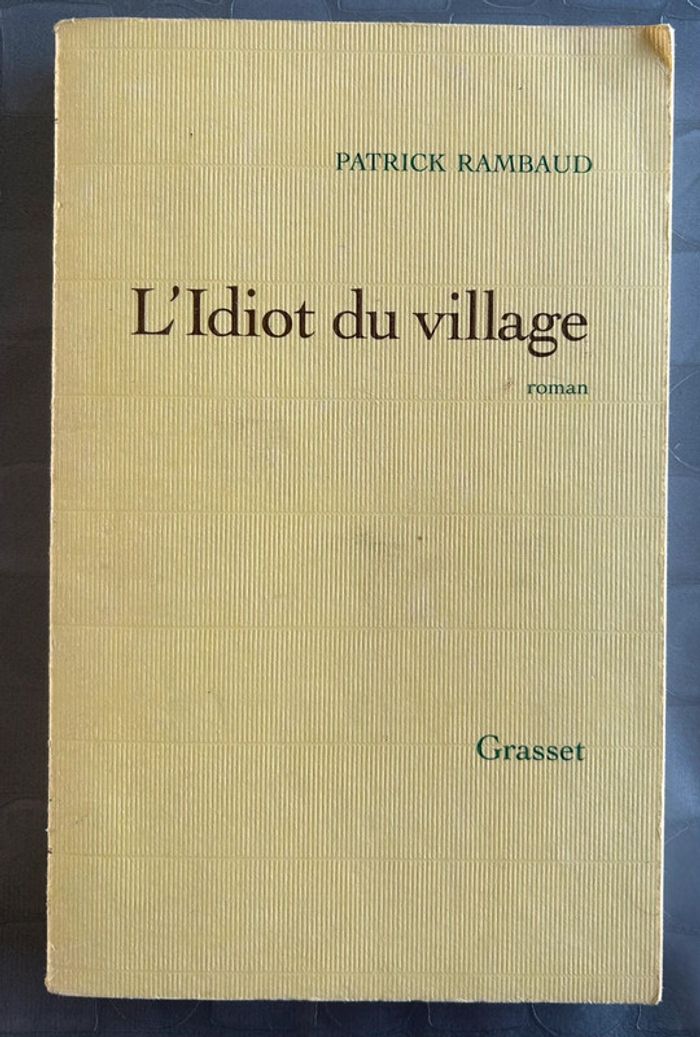 PATRICK RAMBAUD
L'Idiot du village
roman
Grasset